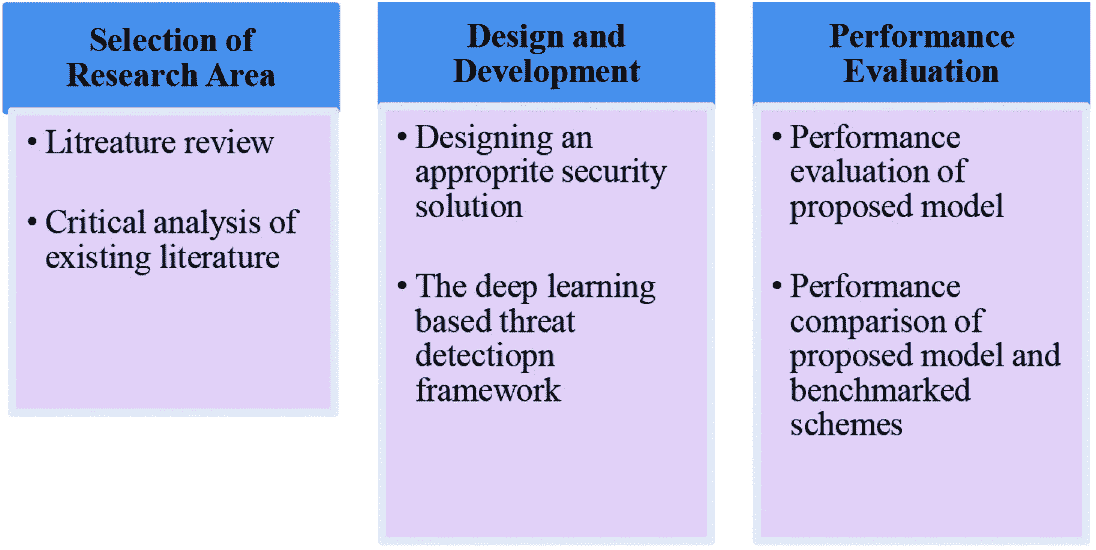 Selection of
Research Area
• Litreature review
• Critical analysis of
existing literature
Design and
Development
• Designing an
approprite security
solution
• The deep learning
based threat
detectiopn
framework
Performance
Evaluation
• Performance
evaluation of
proposed model
• Performance
comparison of
proposed model and
benchmarked
schemes